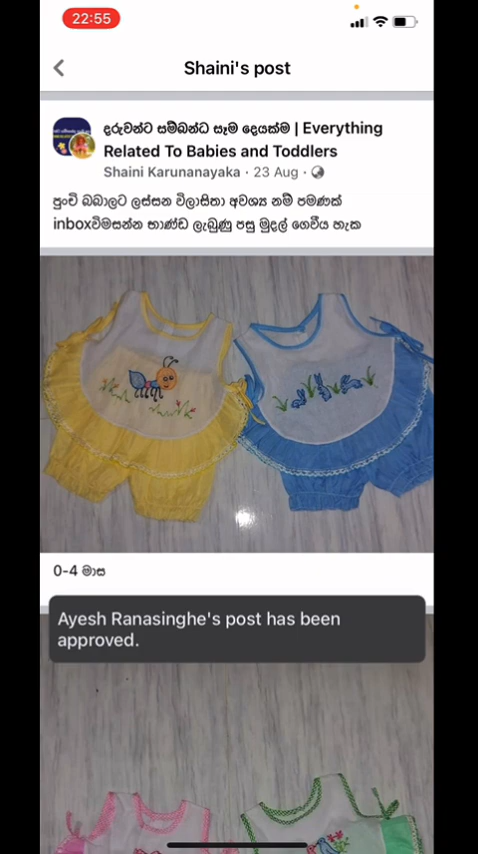 22:55
Shaini's post
දරුවන්ට සම්බන්ධ සෑම දෙයක්ම | Everything
Related To Babies and Toddlers
Shaini Karunanayaka · 23 Aug ·
පුංචි බබාලට ලස්සන විලාසිතා අවශ්‍ය නම් පමණක්
inboxවිමසන්න භාණ්ඩ ලැබුණු පසු මුදල් ගෙවීය හැක
0-4 මාස
Ayesh Ranasinghe's post has been
approved.